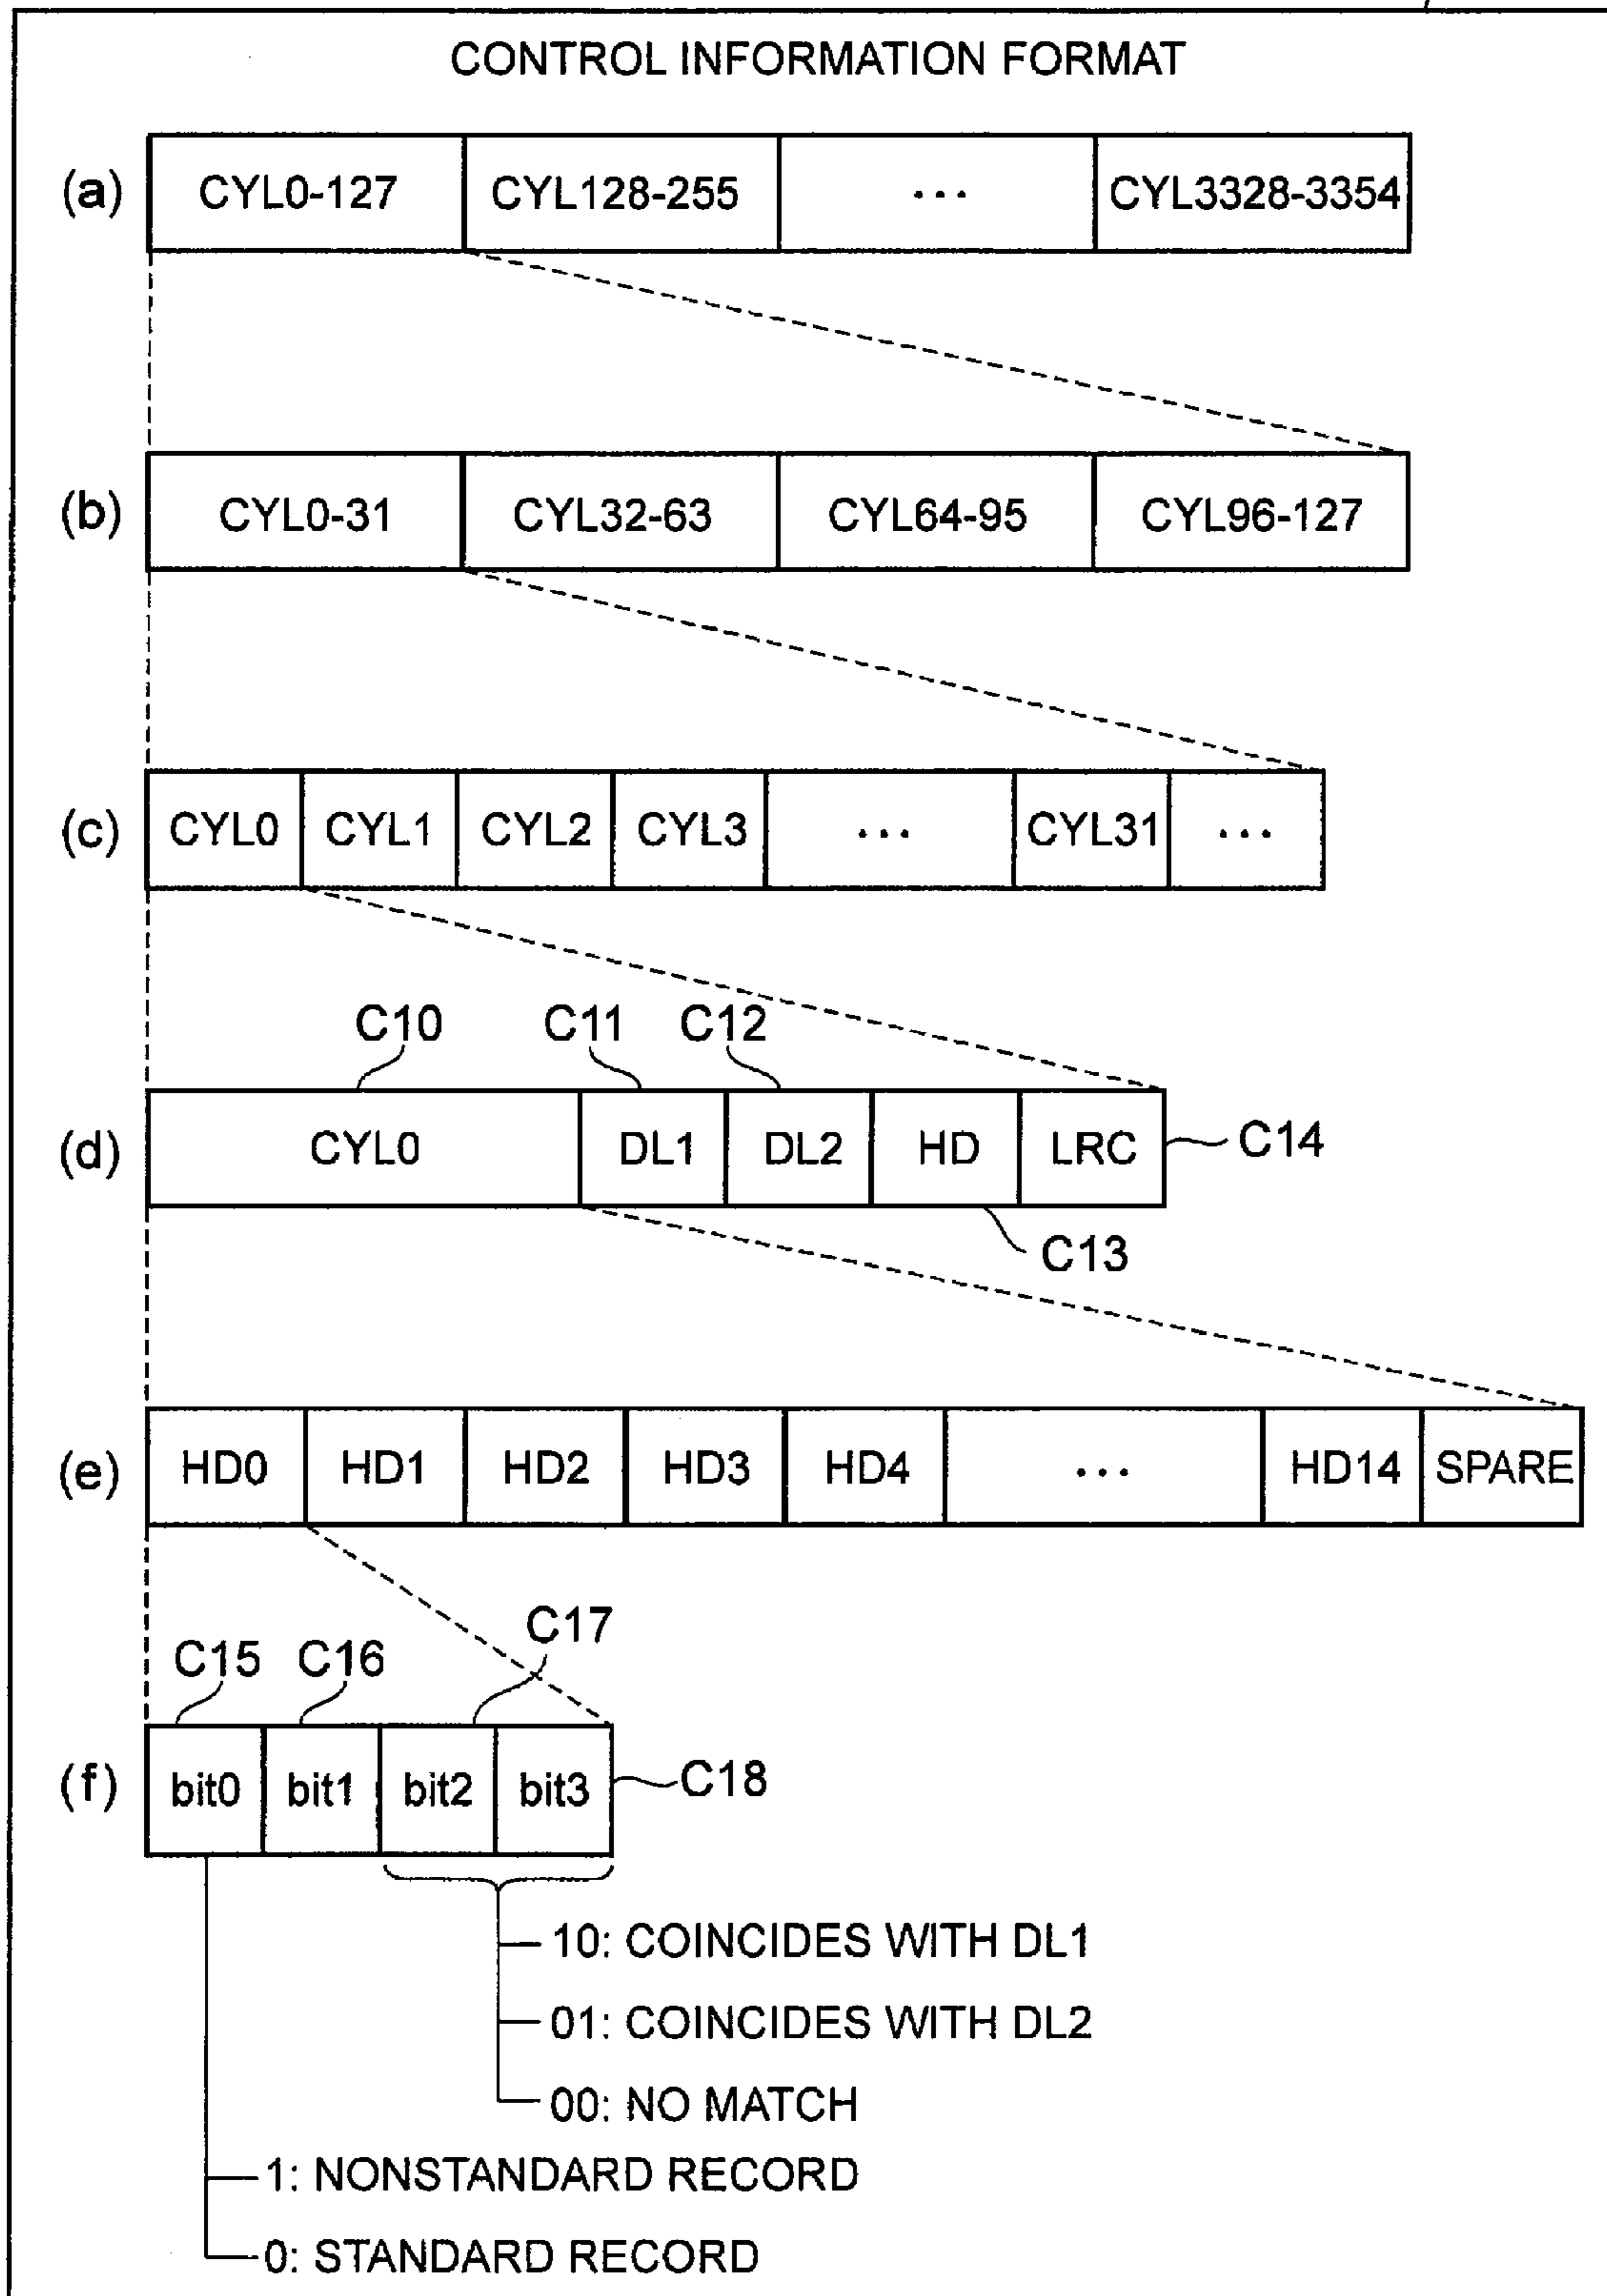 CONTROL INFORMATION FORMAT
(a) CYL0-127 CYL128-255 ... CYL3328-3354
(b) CYL0-31 CYL32-63 CYL64-95 CYL96-127
(c) CYL0 CYL1 CYL2 CYL3 ... CYL31 ...
C10 C11 C12
(d) CYL0 DL1 DL2 HD LRC C14
C13
(e) HD0 HD1 HD2 HD3 HD4 ... HD14 SPARE
C17
C15 C16
(f) bit0 bit1 bit2 bit3 C18
10: COINCIDES WITH DL1
01: COINCIDES WITH DL2
00: NO MATCH
1: NONSTANDARD RECORD
0: STANDARD RECORD